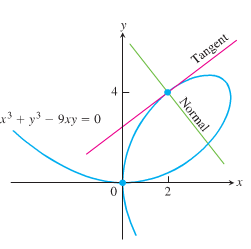 y
Tangent
4
x³ + y³ − 9xy = 0
Normal
0
2
x